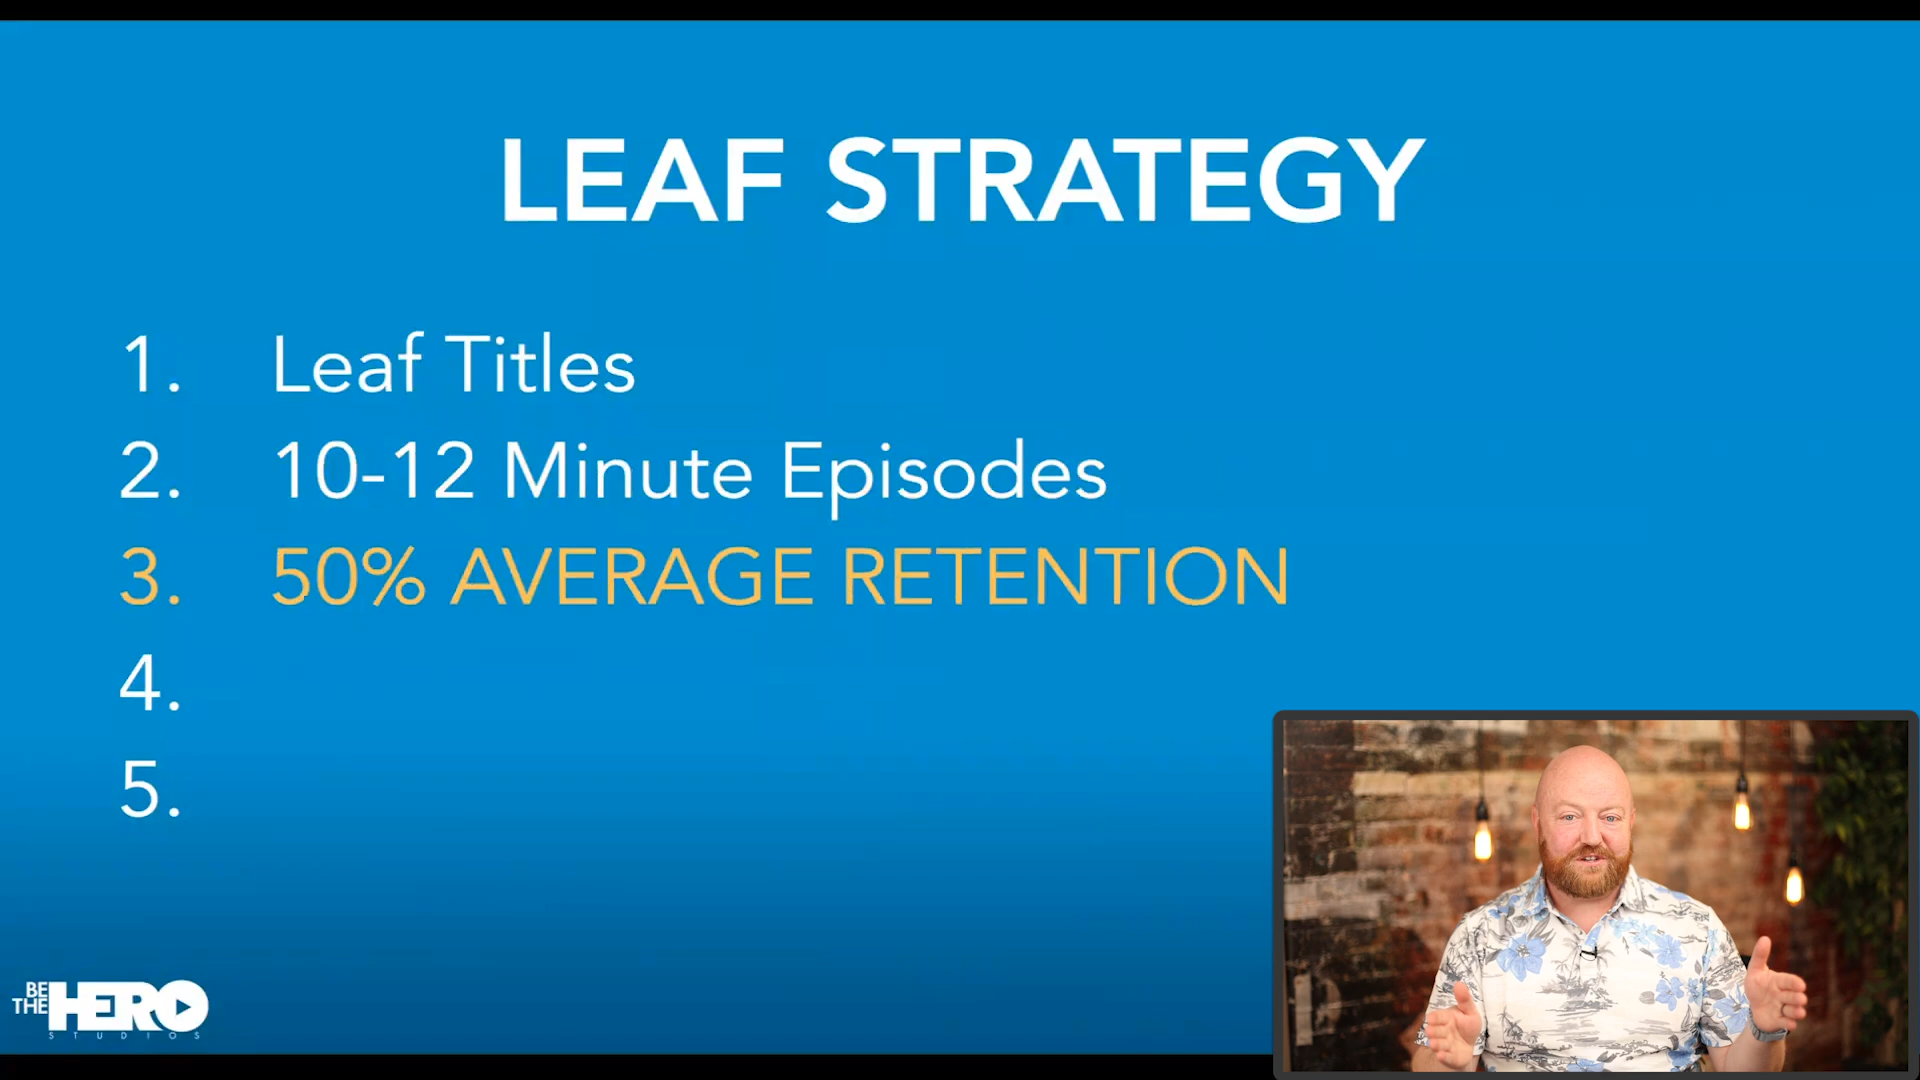 LEAF STRATEGY
1. Leaf Titles
2. 10-12 Minute Episodes
3. 50% AVERAGE RETENTION
4.
5.
BE
THE HERO
STUDIOS